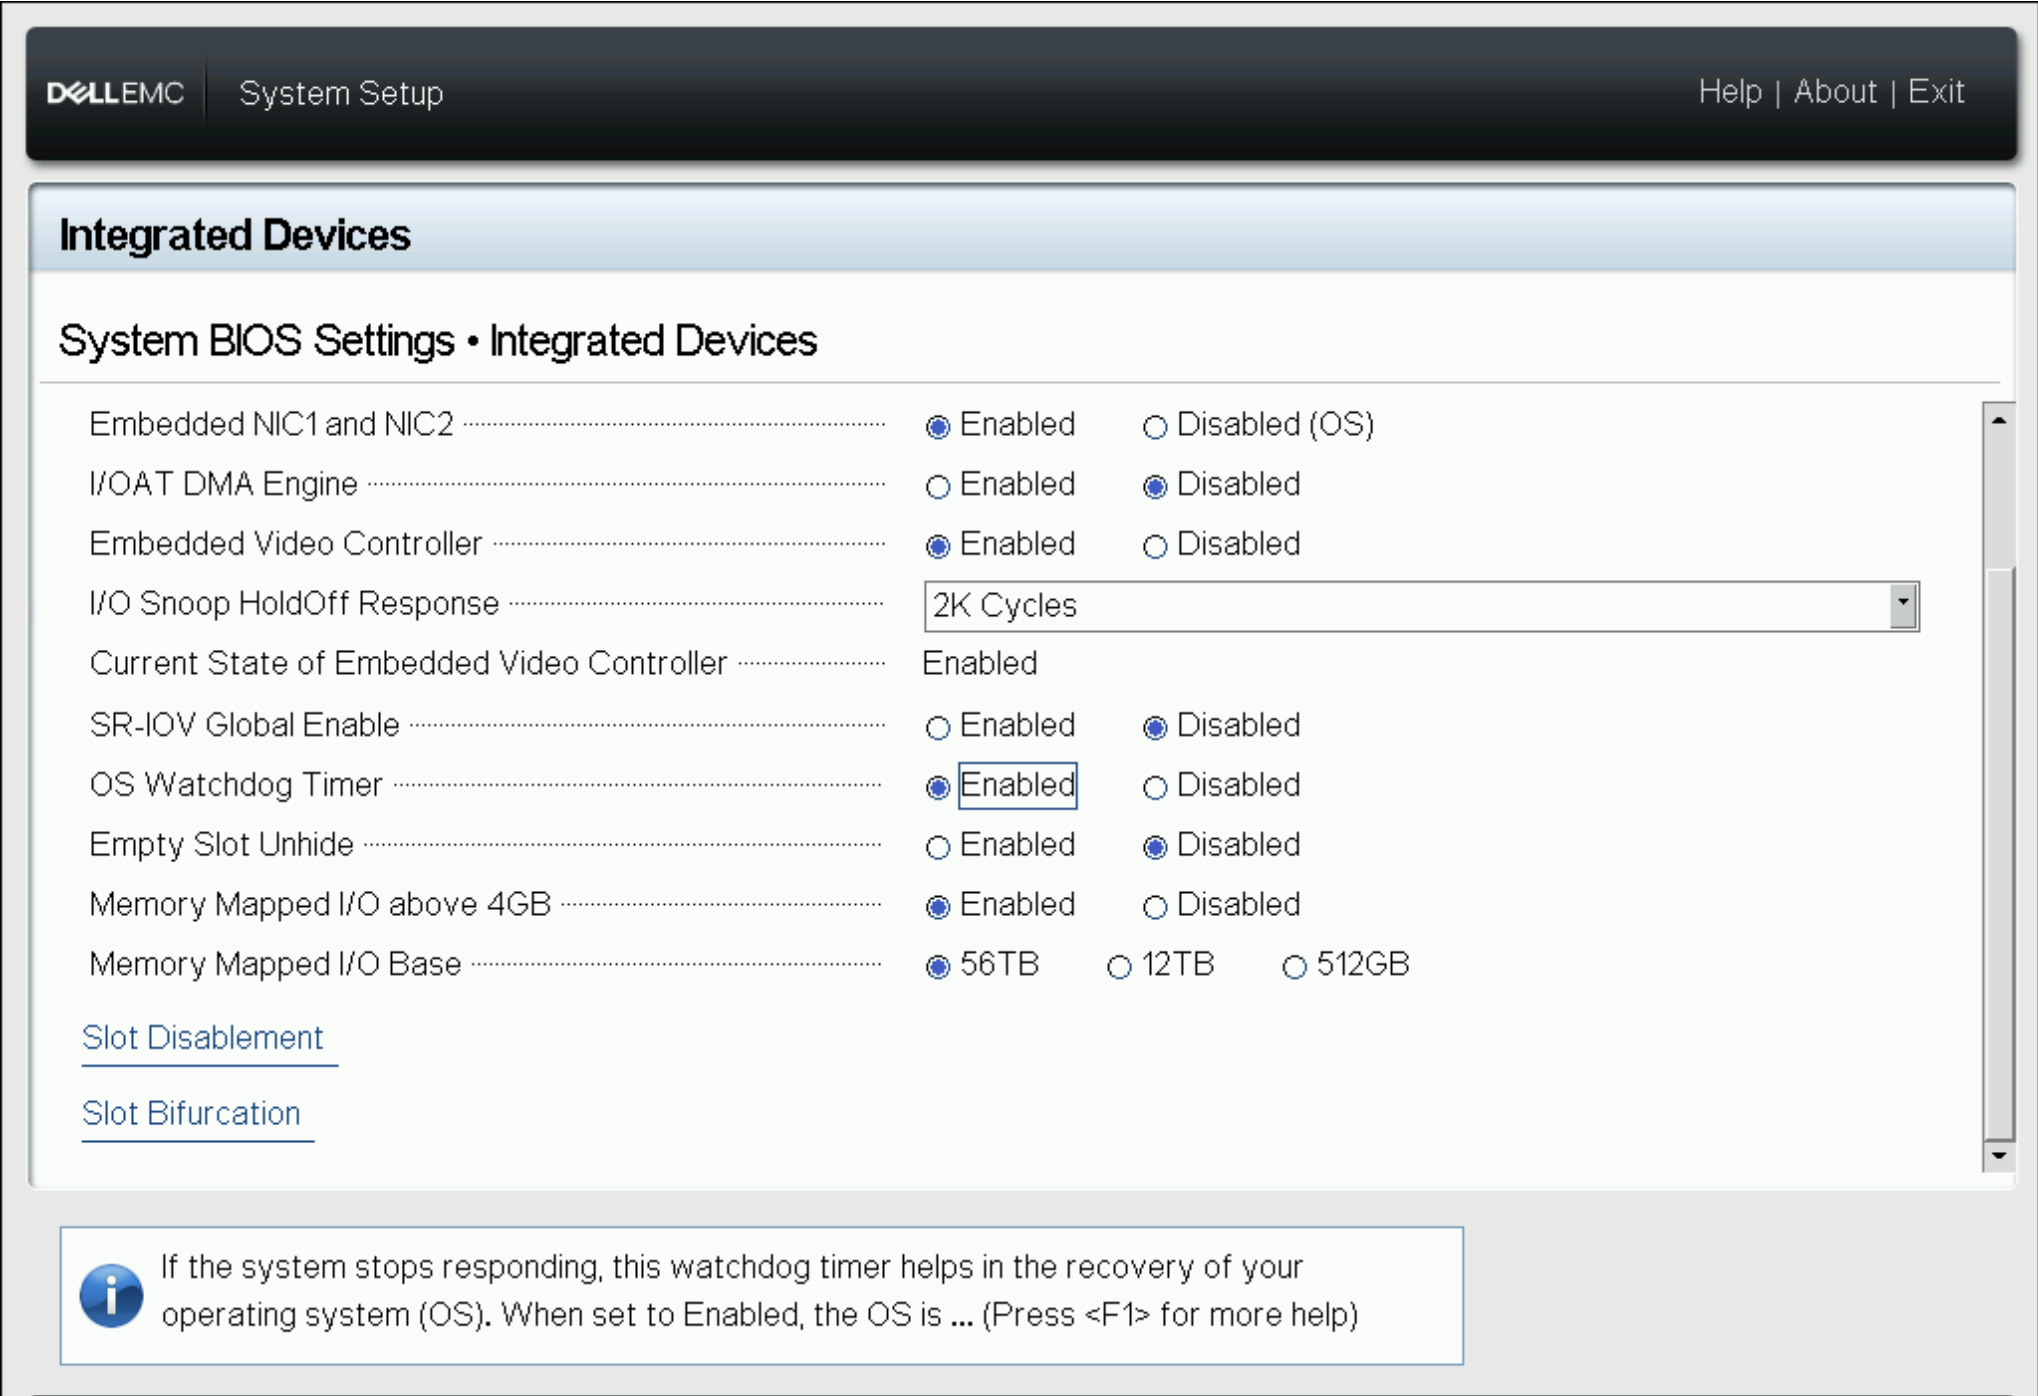 DELLEMC System Setup Help | About | Exit
Integrated Devices
System BIOS Settings • Integrated Devices
Embedded NIC1 and NIC2 Enabled Disabled (OS)
I/OAT DMA Engine Enabled Disabled
Embedded Video Controller Enabled Disabled
I/O Snoop HoldOff Response 2K Cycles
Current State of Embedded Video Controller Enabled
SR-IOV Global Enable Enabled Disabled
OS Watchdog Timer Enabled Disabled
Empty Slot Unhide Enabled Disabled
Memory Mapped I/O above 4GB Enabled Disabled
Memory Mapped I/O Base 56TB 12TB 512GB
Slot Disablement
Slot Bifurcation
If the system stops responding, this watchdog timer helps in the recovery of your
operating system (OS). When set to Enabled, the OS is ... (Press <F1> for more help)